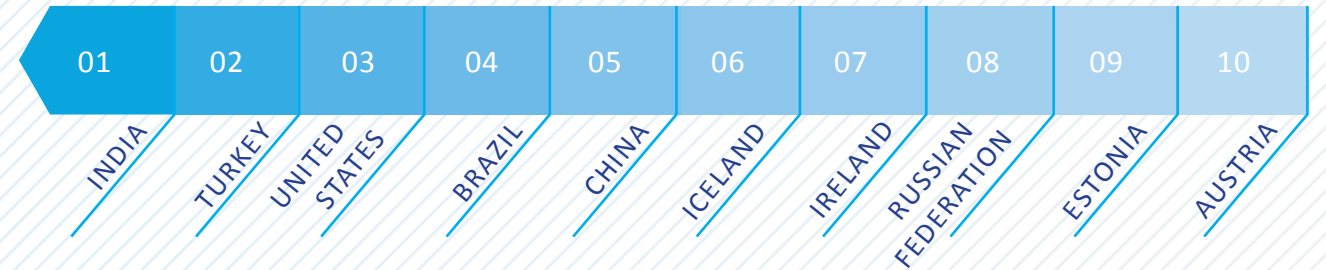 01 02 03 04 05 06 07 08 09 10
INDIA
TURKEY
UNITED
STATES
BRAZIL
CHINA
ICELAND
IRELAND
RUSSIAN
FEDERATION
ESTONIA
AUSTRIA